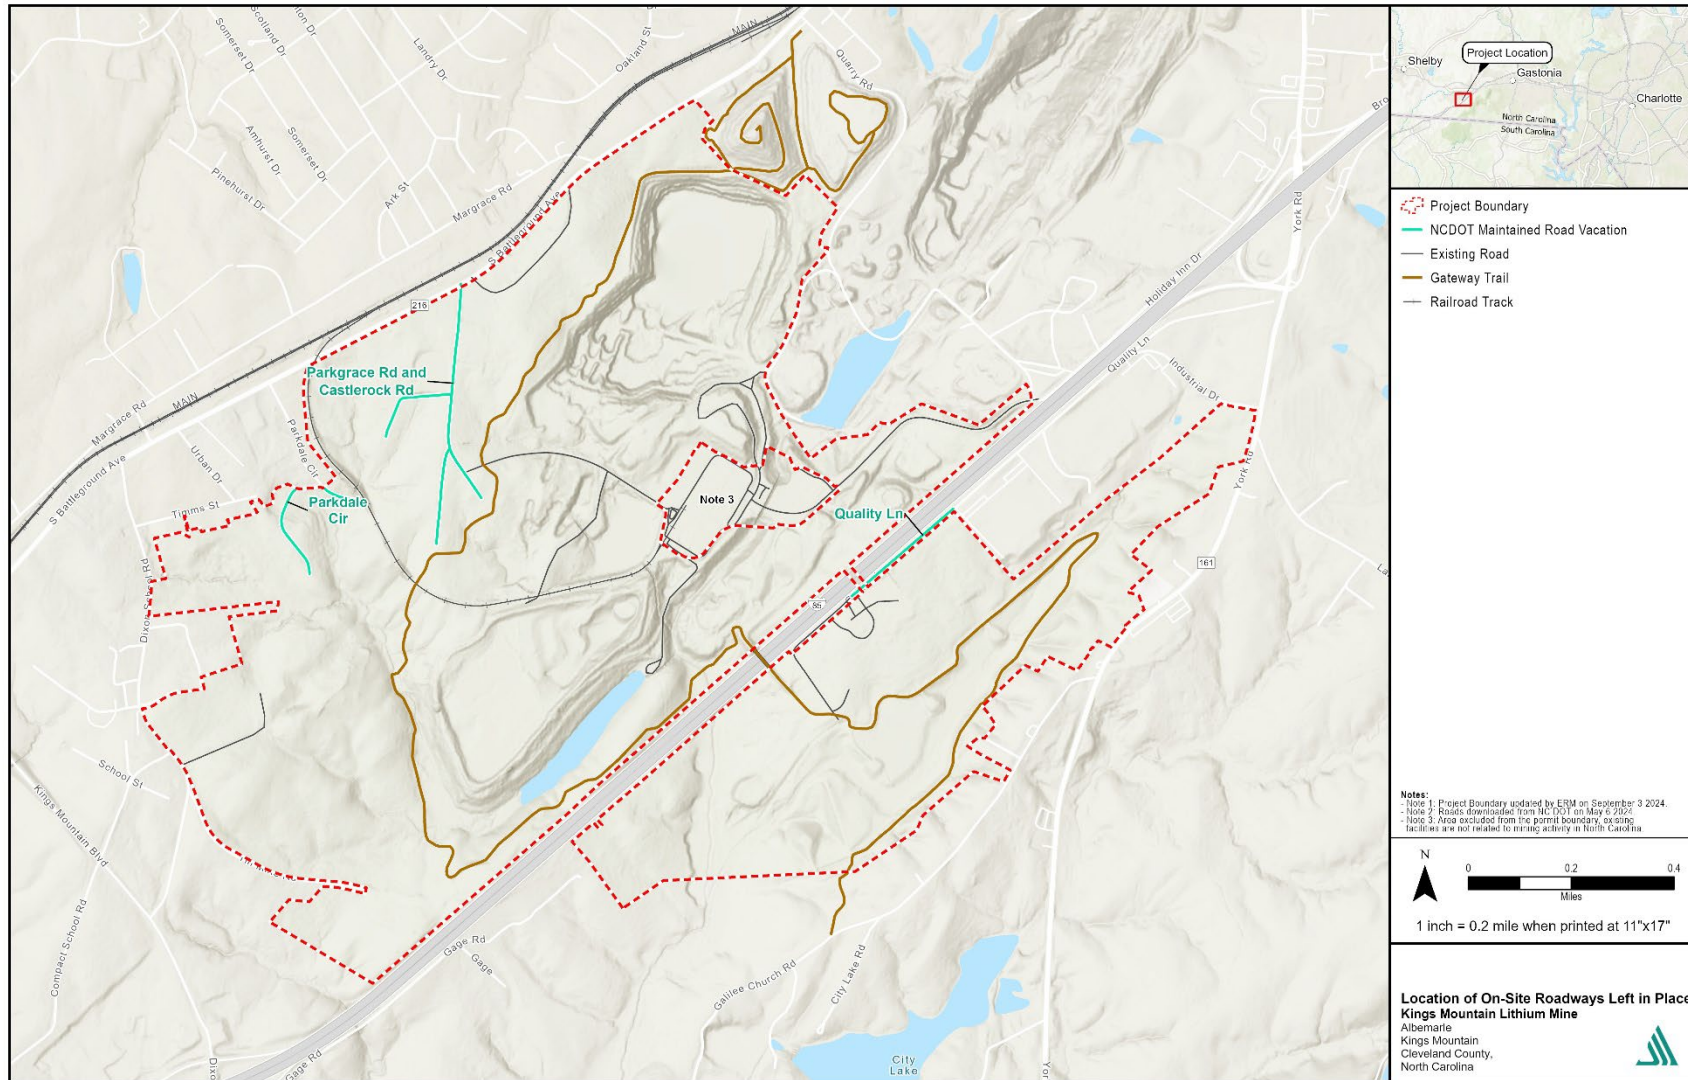 Somerset Dr
Scotland Dr
Landry Dr
Oakland St
MAIN
Quarry Rd
Amhurst Dr
Somerset Dr
Pinehurst Dr
Ark St
Margrace Rd
S Battleground Ave
216
Holiday Inn Dr
York Rd
Quality Ln
Industrial Dr
Parkgrace Rd and
Castlerock Rd
Margrace Rd
MAIN
S Battleground Ave
Urban Dr
Parkdale Cir
Timms St
Parkdale
Cir
Note 3
Quality Ln
York Rd
161
85
Dixon School Rd
School St
Kings Mountain Blvd
Compact School Rd
Gage Rd
Gage
Gage Rd
Galilee Church Rd
City Lake Rd
City
Lake
Project Location
Shelby
Gastonia
Charlotte
North Carolina
South Carolina
Project Boundary
NCDOT Maintained Road Vacation
Existing Road
Gateway Trail
Railroad Track
Notes:
- Note 1: Project Boundary updated by ERM on September 3 2024.
- Note 2: Roads downloaded from NC DOT on May 6 2024
- Note 3: Area excluded from the permit boundary, existing
facilities are not related to mining activity in North Carolina
N
0 0.2 0.4
Miles
1 inch = 0.2 mile when printed at 11"x17"
Location of On-Site Roadways Left in Place
Kings Mountain Lithium Mine
Albemarle
Kings Mountain
Cleveland County,
North Carolina